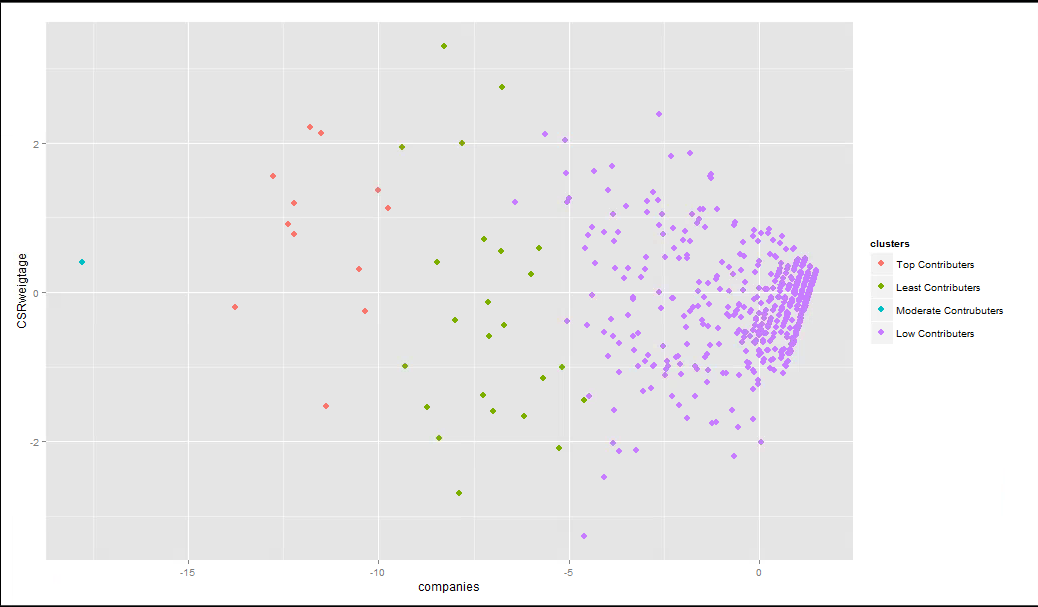 2
0
-2
-15
-10
-5
0
companies
CSRweigtage
clusters
Top Contributers
Least Contributers
Moderate Contrubuters
Low Contributers